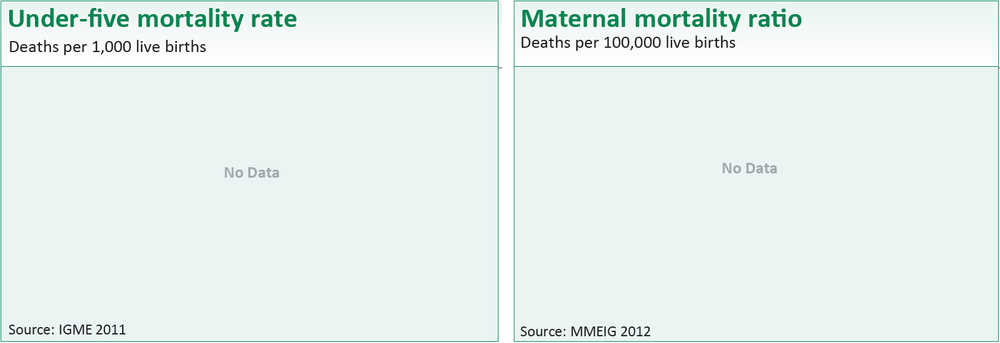 Under-five mortality rate
Deaths per 1,000 live births
No Data
Source: IGME 2011
Maternal mortality ratio
Deaths per 100,000 live births
No Data
Source: MMEIG 2012